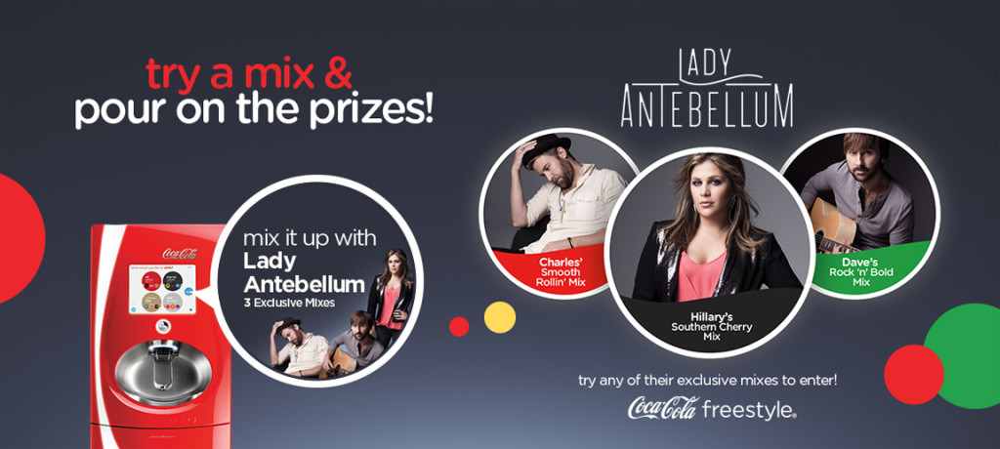 try a mix &
pour on the prizes!
mix it up with
Lady
Antebellum
3 Exclusive Mixes
Coca-Cola
LADY
ANTEBELLUM
Charles'
Smooth
Rollin' Mix
Hillary's
Southern Cherry
Mix
Dave's
Rock 'n' Bold
Mix
try any of their exclusive mixes to enter!
Coca-Cola freestyle®